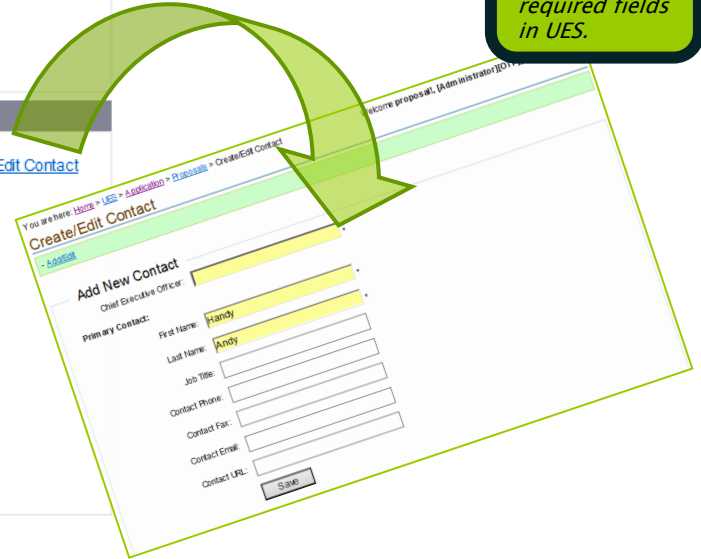 required fields
in UES.
Edit Contact
Welcome proposal!, [Administrator]
You are here: Home > UES > Application > Proposals > Create/Edit Contact
Create/Edit Contact
- Add/Edit
Add New Contact
Chief Executive Officer: *
Primary Contact:
First Name: Handy *
Last Name: Andy *
Job Title:
Contact Phone:
Contact Fax:
Contact Email:
Contact URL:
Save